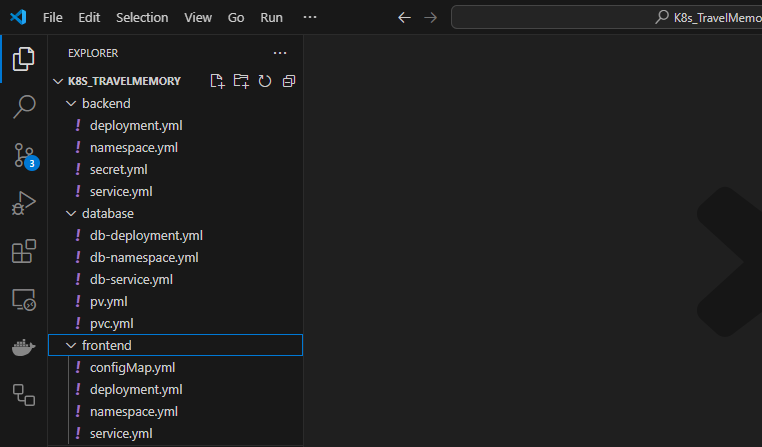 File Edit Selection View Go Run ··· K8s_TravelMemo
EXPLORER ···
K8S_TRAVELMEMORY
backend
! deployment.yml
! namespace.yml
! secret.yml
3
! service.yml
database
! db-deployment.yml
! db-namespace.yml
! db-service.yml
! pv.yml
! pvc.yml
frontend
! configMap.yml
! deployment.yml
! namespace.yml
! service.yml